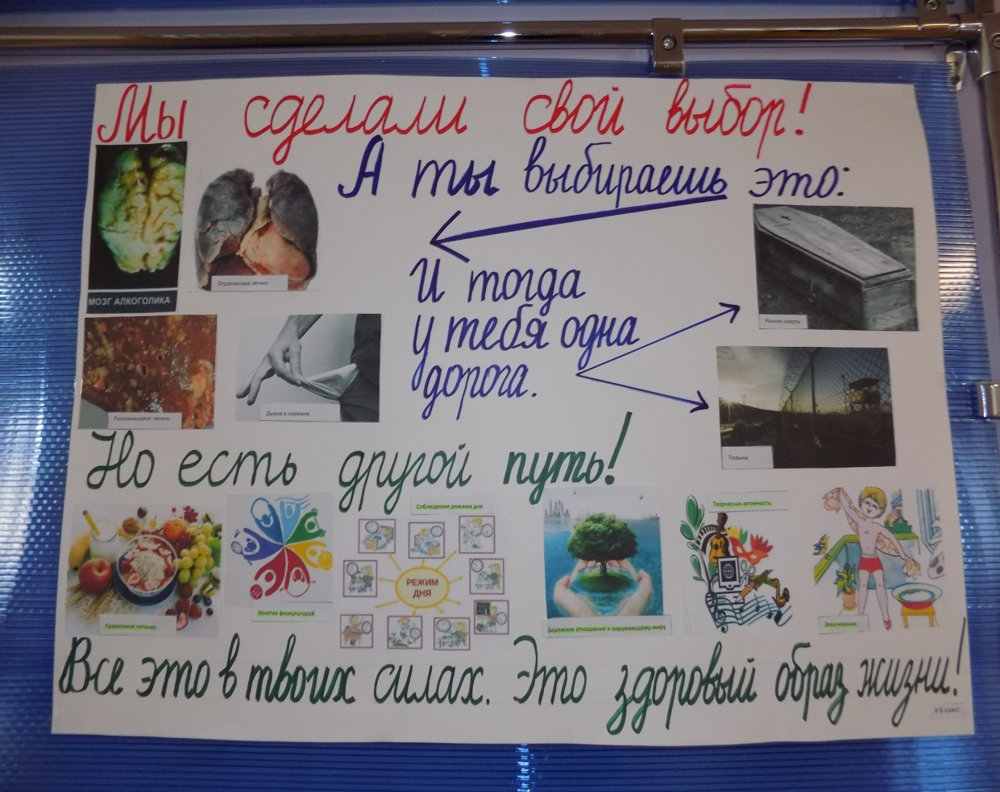 Мы сделали свой выбор!
А ты выбираешь это:
МОЗГ АЛКОГОЛИКА
Отравленные лёгкие.
И тогда
у тебя одна
дорога.
Ранняя смерть
Разложившаяся печень
Дырка в кармане.
Тюрьма
Но есть другой путь!
Правильное питание
Занятие физкультурой
Соблюдение режима дня.
РЕЖИМ
ДНЯ
Бережное отношение к окружающему миру
Творческая активность
Закаливание
Все это в твоих силах. Это здоровый образ жизни!
класс